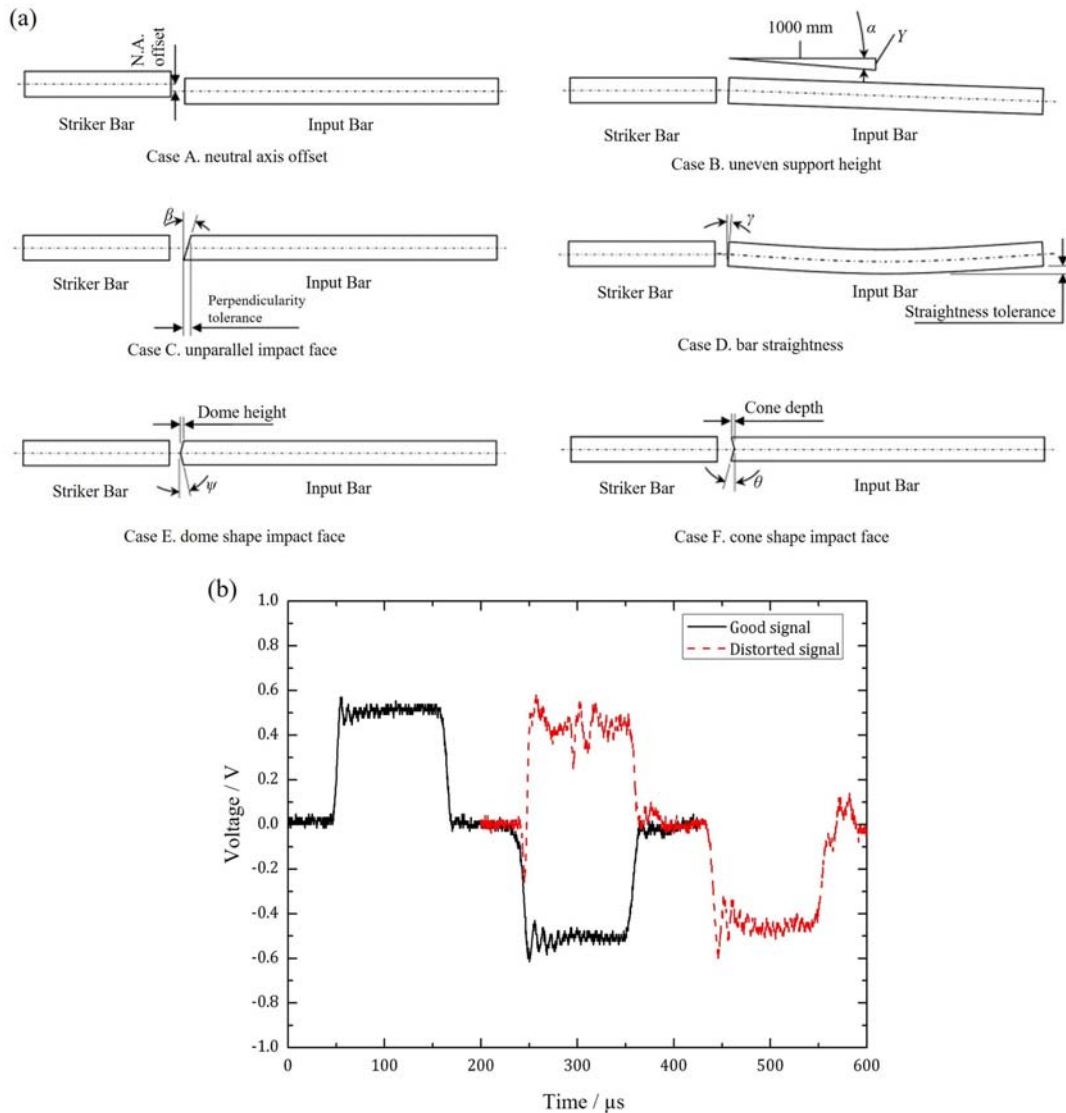 (a)
N.A.
offset
Striker Bar
Input Bar
Case A. neutral axis offset
1000 mm
α
Y
Striker Bar
Input Bar
Case B. uneven support height
β
Striker Bar
Input Bar
Perpendicularity
tolerance
Case C. unparallel impact face
γ
Striker Bar
Input Bar
Straightness tolerance
Case D. bar straightness
Dome height
ψ
Striker Bar
Input Bar
Case E. dome shape impact face
Cone depth
θ
Striker Bar
Input Bar
Case F. cone shape impact face
(b)
Good signal
Distorted signal
Voltage / V
1.0
0.8
0.6
0.4
0.2
0.0
-0.2
-0.4
-0.6
-0.8
-1.0
0
100
200
300
400
500
600
Time / μs